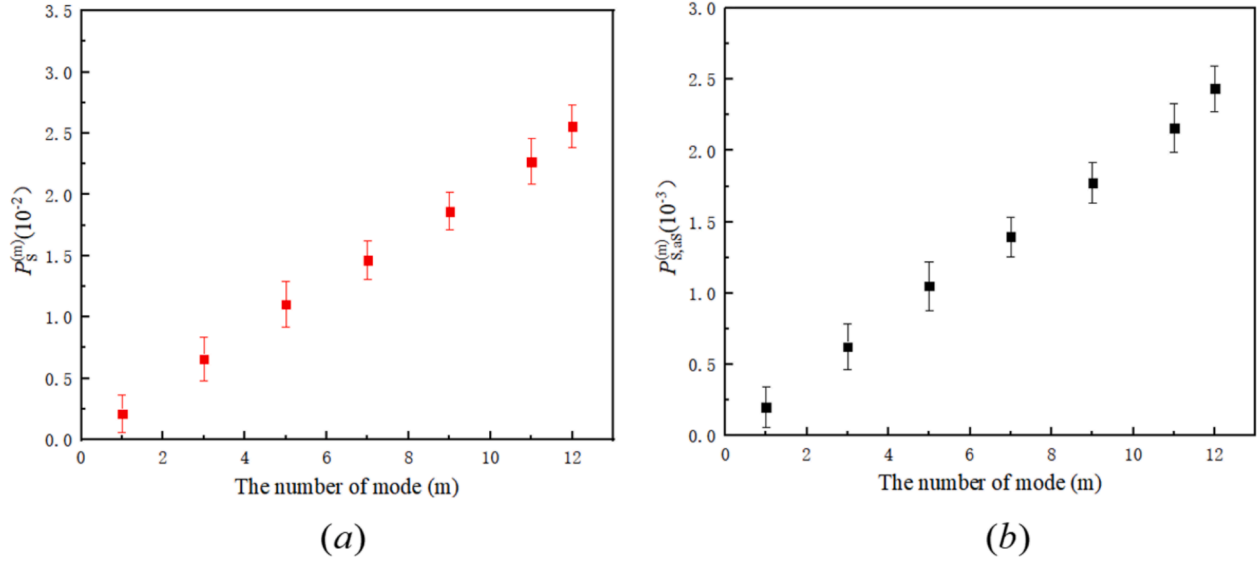 3.5
3.0
2.5
2.0
1.5
1.0
0.5
0.0
P_S^(m)(10^-2)
0 2 4 6 8 10 12
The number of mode (m)
(a)
3.0
2.5
2.0
1.5
1.0
0.5
0.0
P_S,aS^(m)(10^-3)
0 2 4 6 8 10 12
The number of mode (m)
(b)